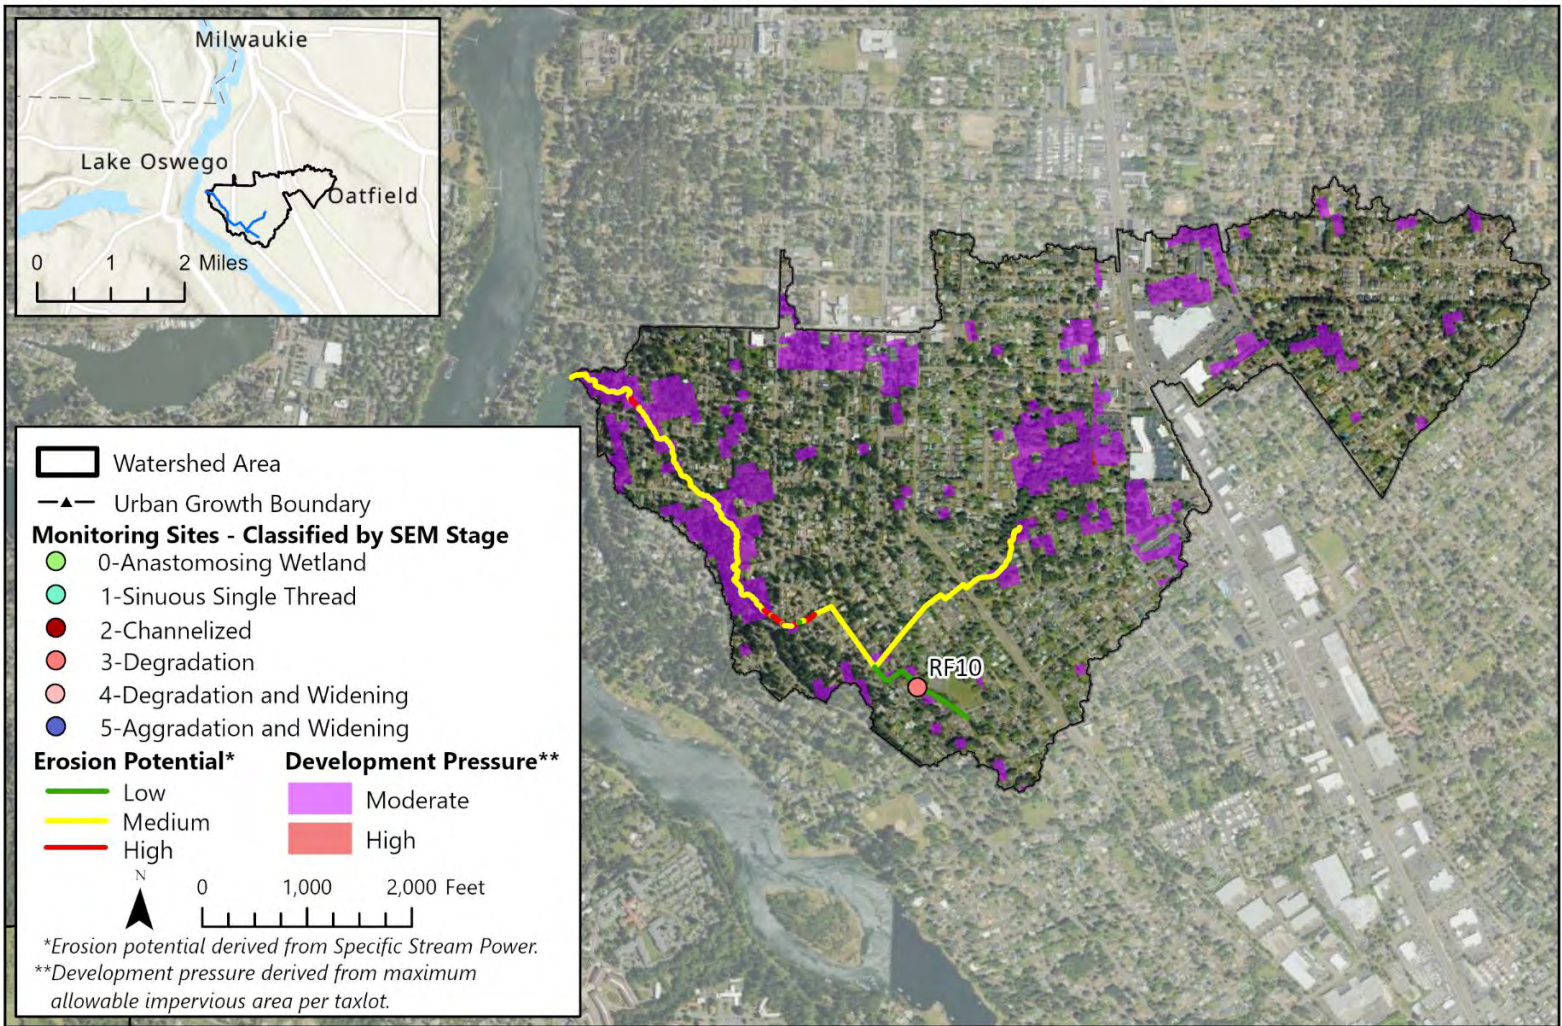 Milwaukie
Lake Oswego
Oatfield
0 1 2 Miles
RF10
Watershed Area
Urban Growth Boundary
Monitoring Sites - Classified by SEM Stage
0-Anastomosing Wetland
1-Sinuous Single Thread
2-Channelized
3-Degradation
4-Degradation and Widening
5-Aggradation and Widening
Erosion Potential* Development Pressure**
Low
Medium
High
Moderate
High
N
0 1,000 2,000 Feet
*Erosion potential derived from Specific Stream Power.
**Development pressure derived from maximum
allowable impervious area per taxlot.